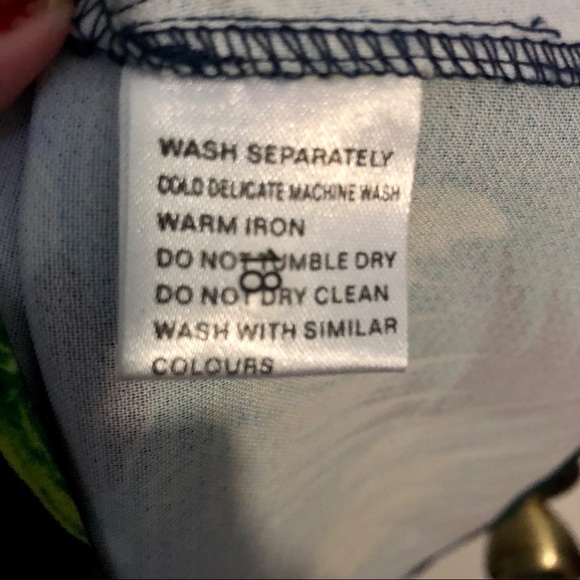 WASH SEPARATELY
COLD DELICATE MACHINE WASH
WARM IRON
DO NOT TUMBLE DRY
DO NOT DRY CLEAN
WASH WITH SIMILAR
COLOURS
18